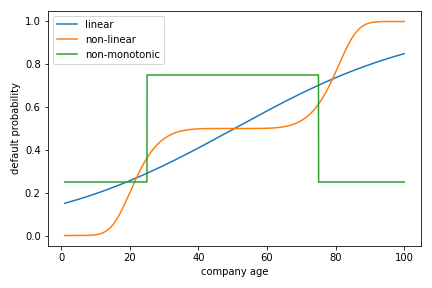 linear
non-linear
non-monotonic
default probability
1.0
0.8
0.6
0.4
0.2
0.0
0 20 40 60 80 100
company age